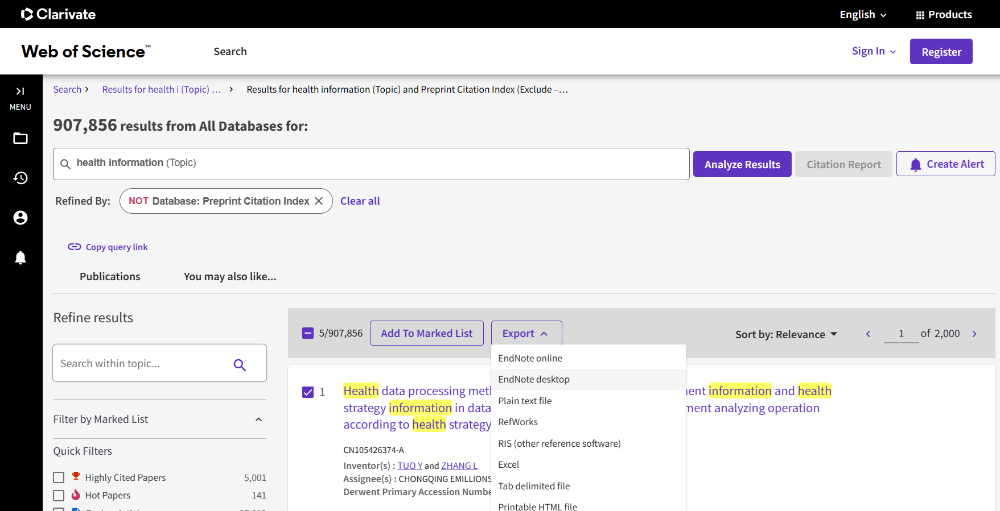 Clarivate
English
Products
Web of Science™
Search
Sign In
Register
MENU
Search
Results for health i (Topic) …
Results for health information (Topic) and Preprint Citation Index (Exclude –…
907,856 results from All Databases for:
health information (Topic)
Analyze Results
Citation Report
Create Alert
Refined By:
NOT Database: Preprint Citation Index
Clear all
Copy query link
Publications
You may also like...
Refine results
Search within topic...
Filter by Marked List
Quick Filters
Highly Cited Papers 5,001
Hot Papers 141
5/907,856
Add To Marked List
Export
Sort by: Relevance
1 of 2,000
EndNote online
EndNote desktop
Plain text file
RefWorks
RIS (other reference software)
Excel
Tab delimited file
Printable HTML file
1
Health data processing information and health
strategy information in data analyzing operation
according to health strategy
CN105426374-A
Inventor(s) : TUO Y and ZHANG L
Assignee(s) : CHONGQING EMILLIONS
Derwent Primary Accession